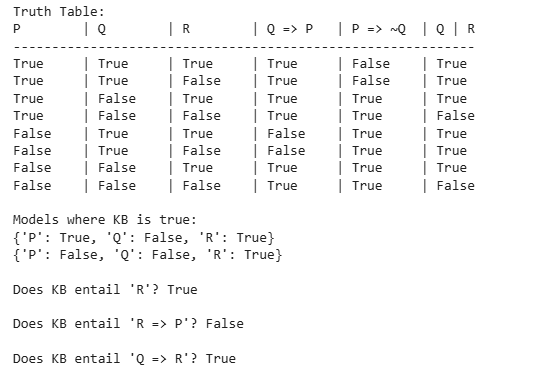 Truth Table:
P | Q | R | Q => P | P => ~Q | Q | R
------------------------------------------------------------
True | True | True | True | False | True
True | True | False | True | False | True
True | False | True | True | True | True
True | False | False | True | True | False
False | True | True | False | True | True
False | True | False | False | True | True
False | False | True | True | True | True
False | False | False | True | True | False
Models where KB is true:
{'P': True, 'Q': False, 'R': True}
{'P': False, 'Q': False, 'R': True}
Does KB entail 'R'? True
Does KB entail 'R => P'? False
Does KB entail 'Q => R'? True